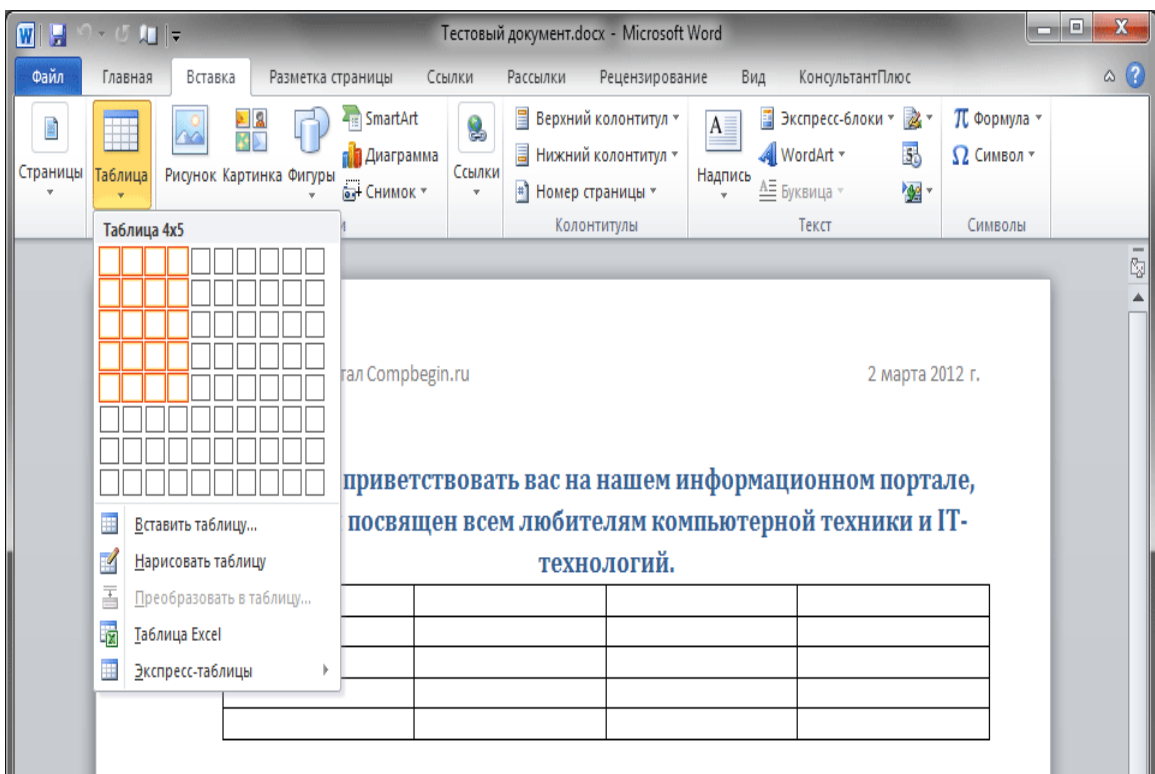 Тестовый документ.docx - Microsoft Word
Файл Главная Вставка Разметка страницы Ссылки Рассылки Рецензирование Вид КонсультантПлюс
Страницы
Таблица
Рисунок Картинка Фигуры
SmartArt
Диаграмма
Снимок
Ссылки
Верхний колонтитул
Нижний колонтитул
Номер страницы
Колонтитулы
Надпись
Экспресс-блоки
WordArt
Буквица
Текст
Формула
Символ
Символы
Таблица 4x5
Вставить таблицу...
Нарисовать таблицу
Преобразовать в таблицу...
Таблица Excel
Экспресс-таблицы
Compbegin.ru 2 марта 2012 г.
приветствовать вас на нашем информационном портале,
посвящен всем любителям компьютерной техники и IT-
технологий.